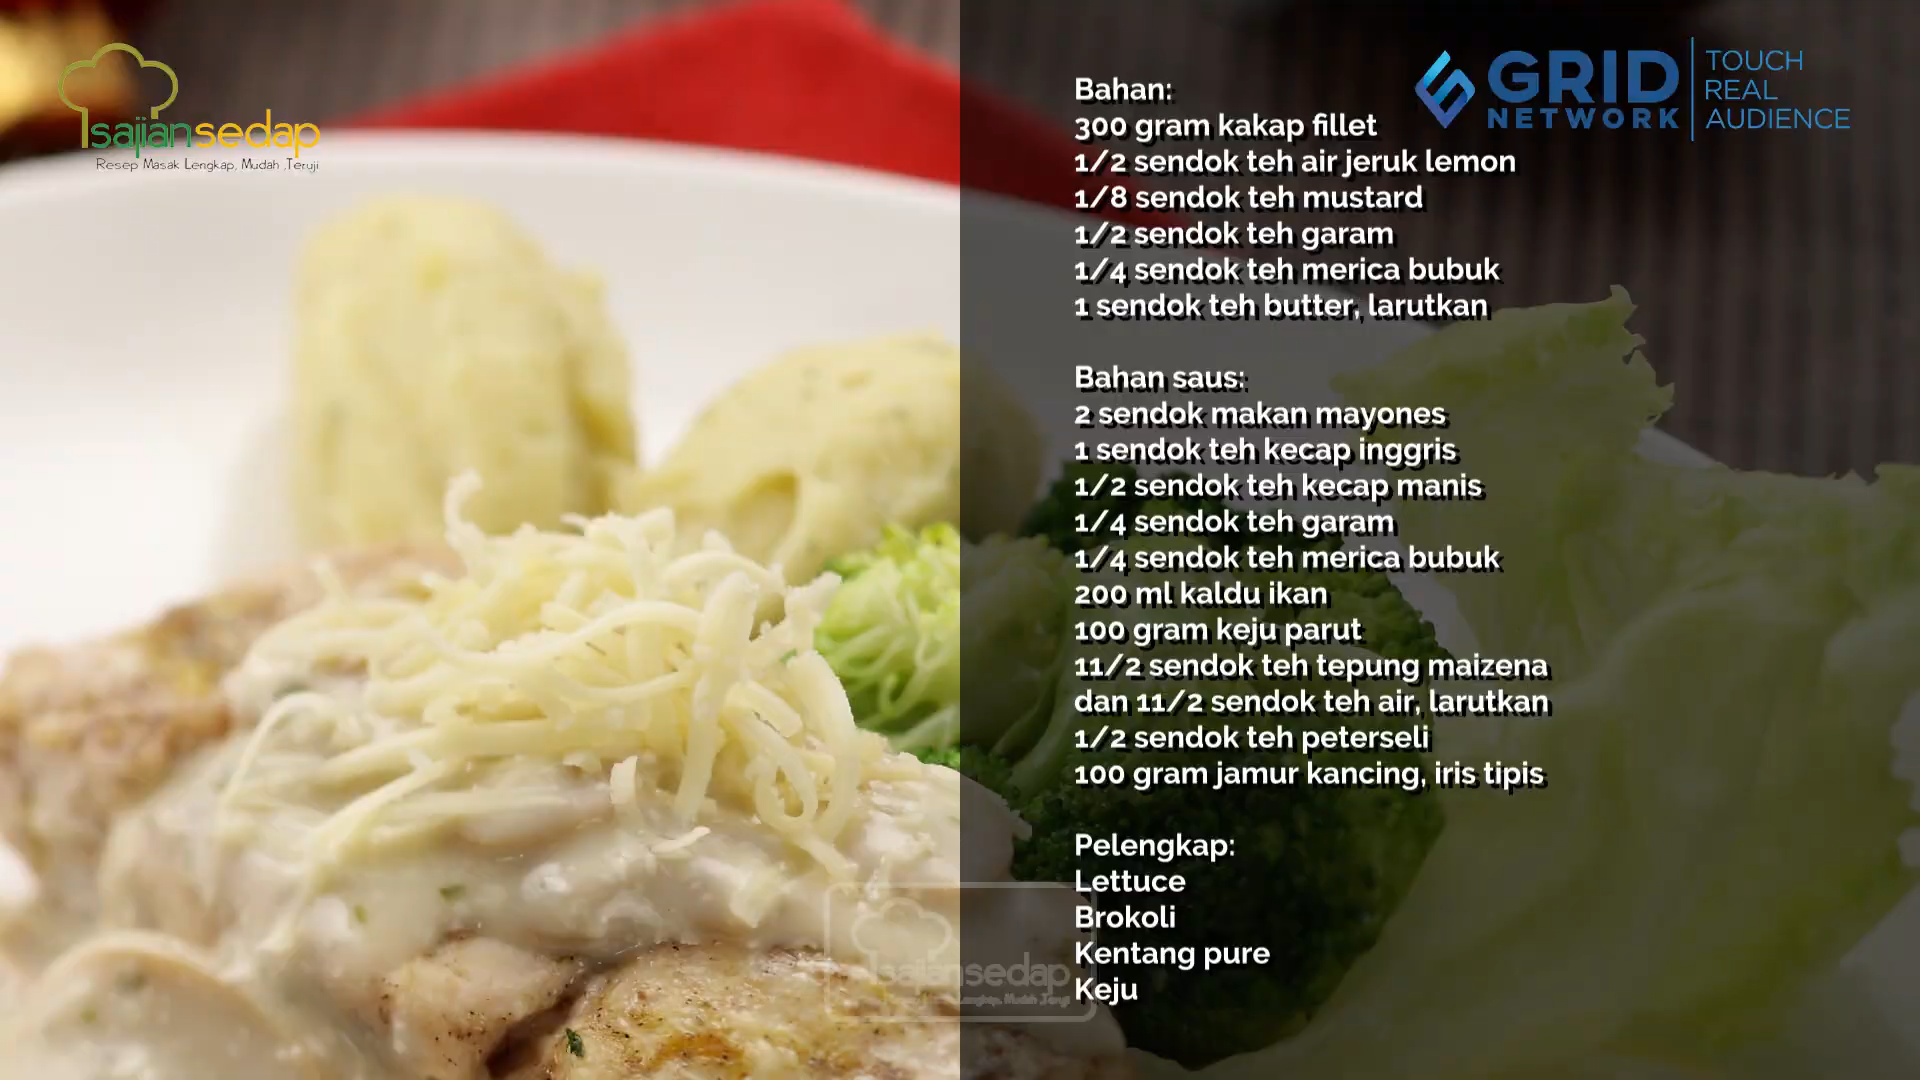 sajiansedap
Resep Masak Lengkap, Mudah ,Teruji
GRID
NETWORK
TOUCH
REAL
AUDIENCE
Bahan:
300 gram kakap fillet
1/2 sendok teh air jeruk lemon
1/8 sendok teh mustard
1/2 sendok teh garam
1/4 sendok teh merica bubuk
1 sendok teh butter, larutkan
Bahan saus:
2 sendok makan mayones
1 sendok teh kecap inggris
1/2 sendok teh kecap manis
1/4 sendok teh garam
1/4 sendok teh merica bubuk
200 ml kaldu ikan
100 gram keju parut
11/2 sendok teh tepung maizena
dan 11/2 sendok teh air, larutkan
1/2 sendok teh peterseli
100 gram jamur kancing, iris tipis
Pelengkap:
Lettuce
Brokoli
Kentang pure
Keju
sajiansedap